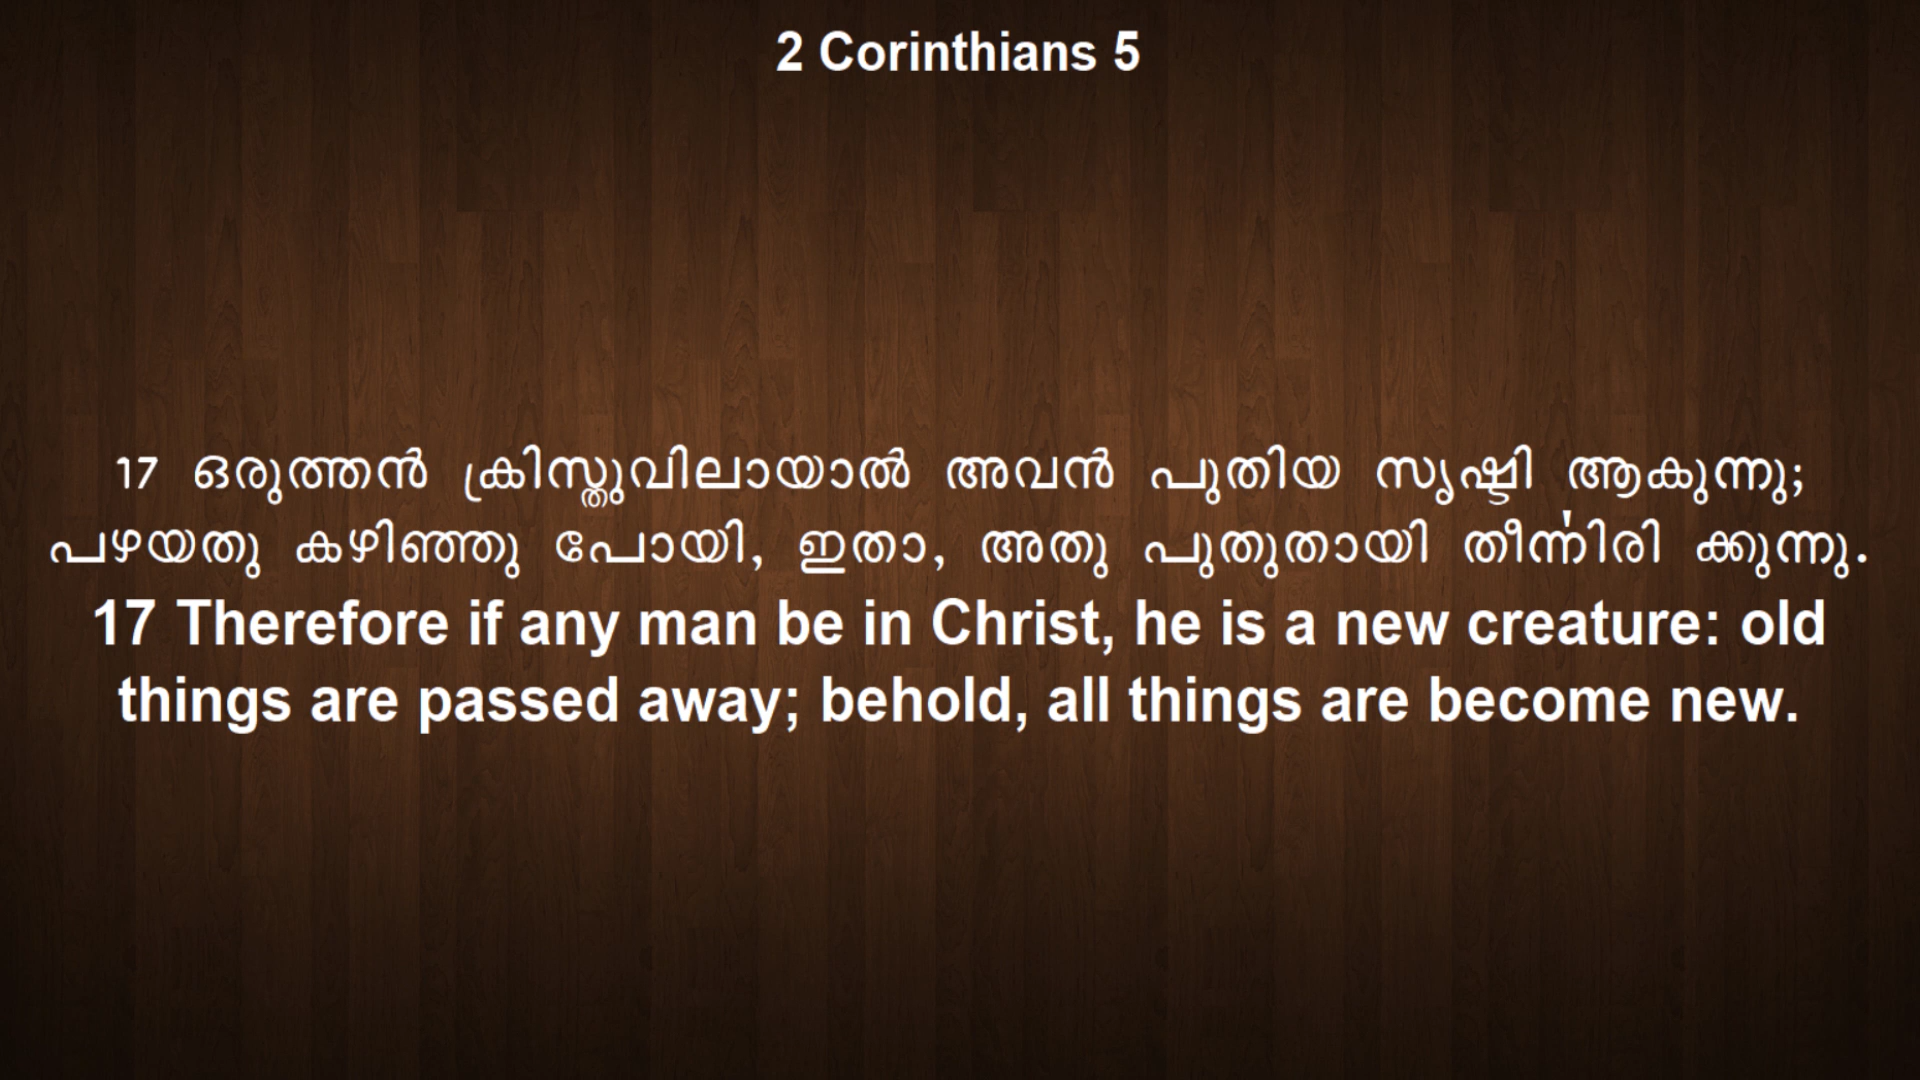 2 Corinthians 5
17 ഒരുത്തൻ ക്രിസ്തുവിലായാൽ അവൻ പുതിയ സൃഷ്ടി ആകുന്നു;
പഴയതു കഴിഞ്ഞു പോയി, ഇതാ, അതു പുതുതായി തീൎന്നിരി ക്കുന്നു.
17 Therefore if any man be in Christ, he is a new creature: old
things are passed away; behold, all things are become new.